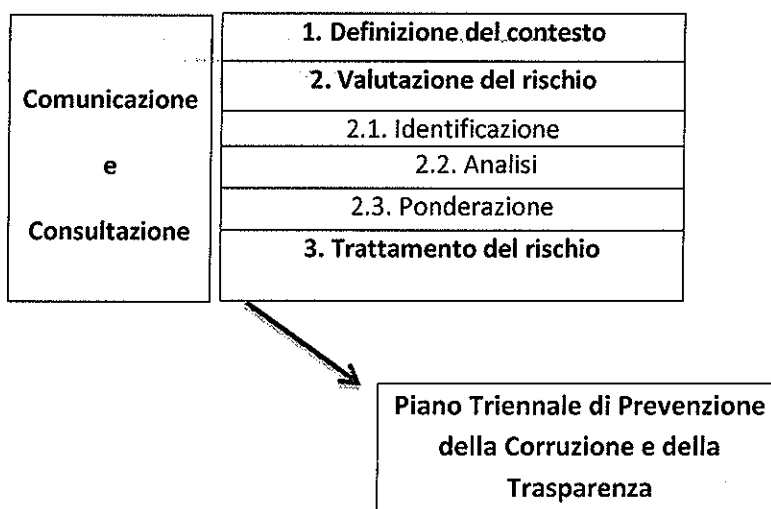 Comunicazione
e
Consultazione
1. Definizione del contesto
2. Valutazione del rischio
2.1. Identificazione
2.2. Analisi
2.3. Ponderazione
3. Trattamento del rischio
Piano Triennale di Prevenzione
della Corruzione e della
Trasparenza